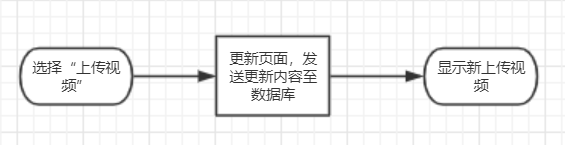 选择“上传视
频”
更新页面，发
送更新内容至
数据库
显示新上传视
频